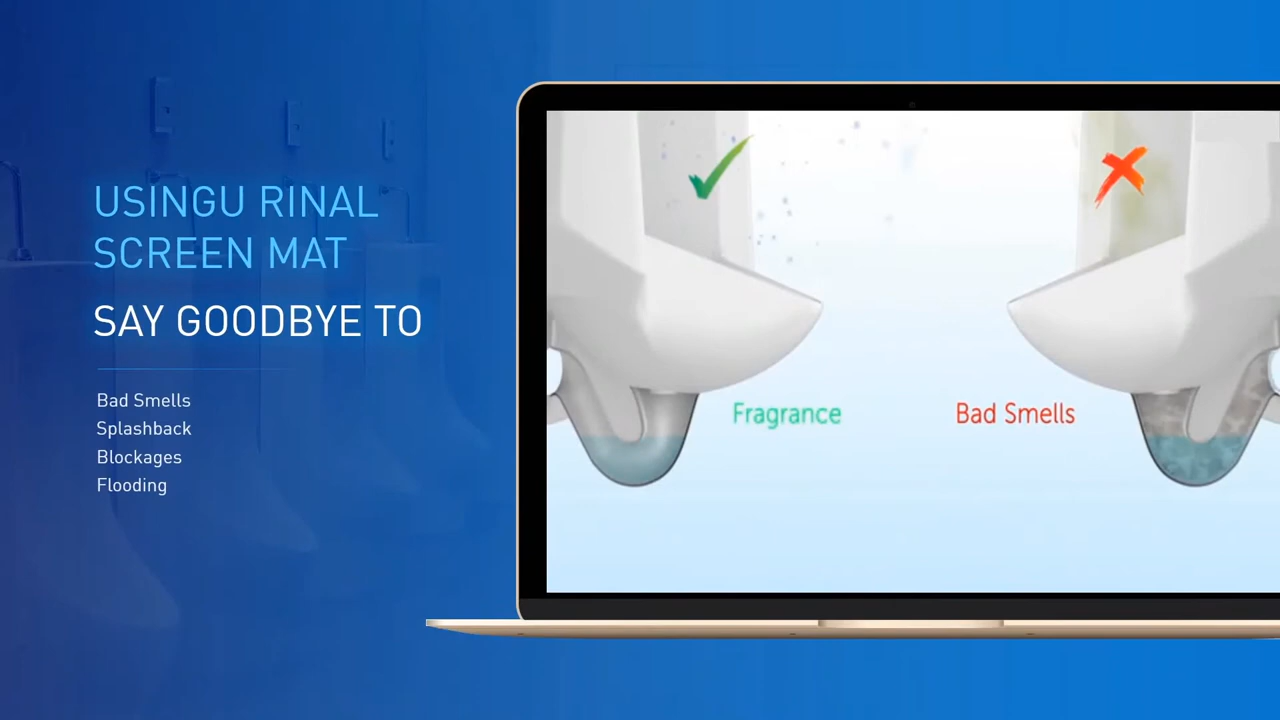 USINGU RINAL
SCREEN MAT
SAY GOODBYE TO
Bad Smells
Splashback
Blockages
Flooding
Fragrance
Bad Smells